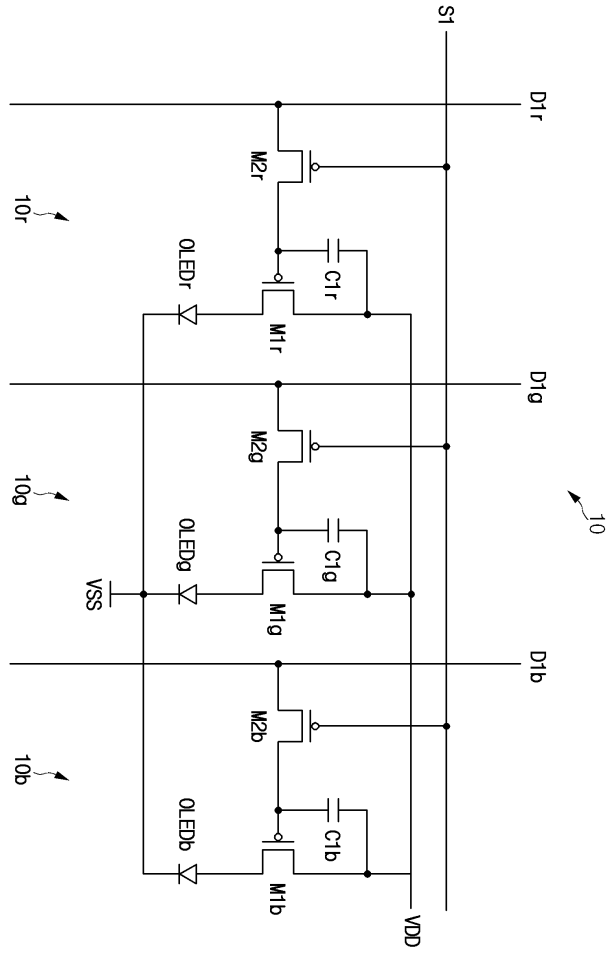 10
S1
D1r
D1g
D1b
M2r
M2g
M2b
C1r
C1g
C1b
VDD
M1r
M1g
M1b
OLEDr
OLEDg
OLEDb
VSS
10r
10g
10b